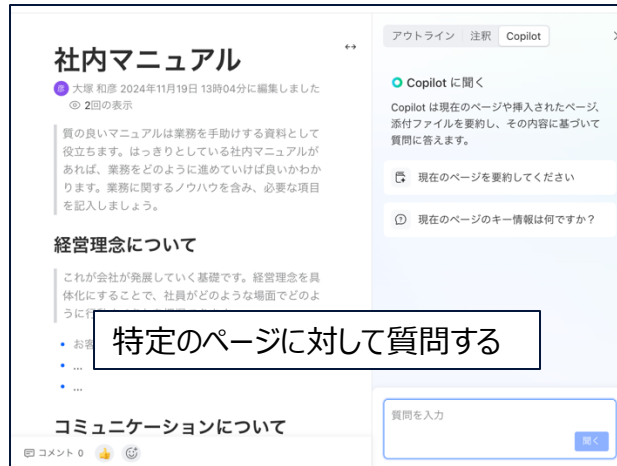 社内マニュアル
彦 大塚 和彦 2024年11月19日 13時04分に編集しました
2回の表示
質の良いマニュアルは業務を手助けする資料として
役立ちます。はっきりとしている社内マニュアルが
あれば、業務をどのように進めていけば良いかわか
ります。業務に関するノウハウを含み、必要な項目
を記入しましょう。
経営理念について
これが会社が発展していく基礎です。経営理念を具
体化にすることで、社員がどのような場面でどのよ
うに行
• お客
• ...
• ...
特定のページに対して質問する
コミュニケーションについて
コメント 0
アウトライン 注釈 Copilot
Copilot に聞く
Copilot は現在のページや挿入されたページ、
添付ファイルを要約し、その内容に基づいて
質問に答えます。
現在のページを要約してください
現在のページのキー情報は何ですか？
質問を入力
聞く